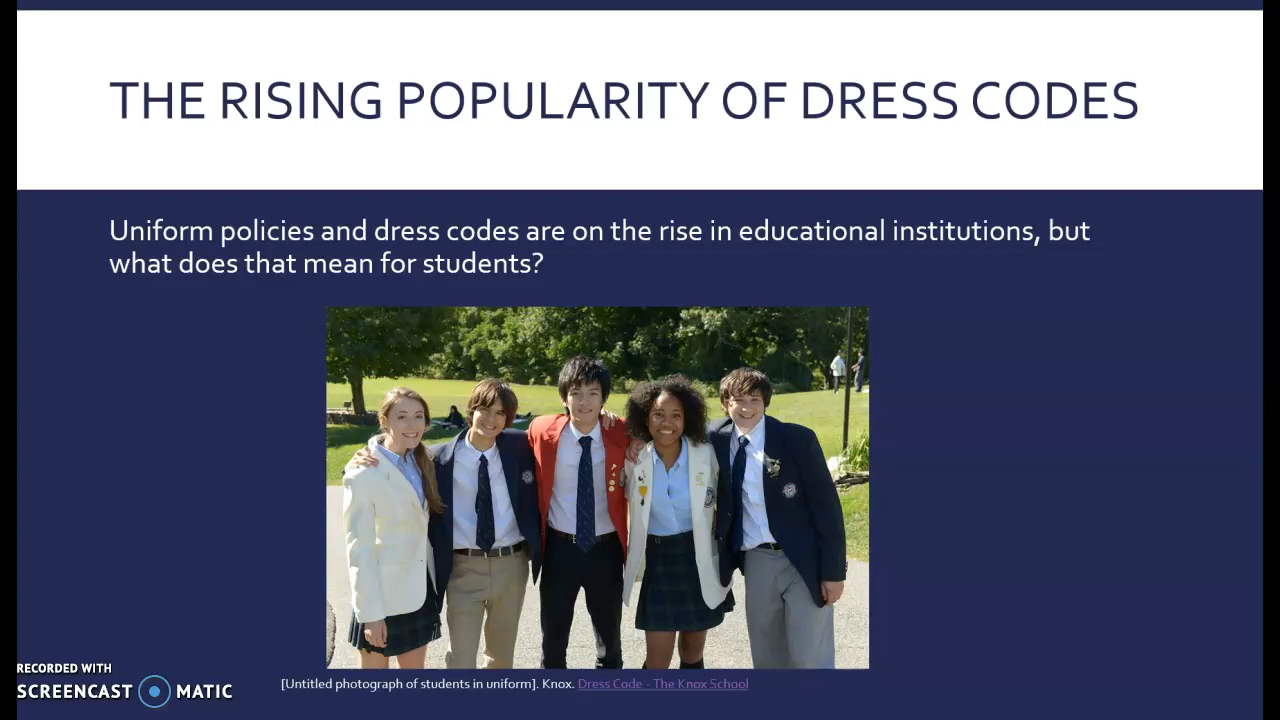 THE RISING POPULARITY OF DRESS CODES
Uniform policies and dress codes are on the rise in educational institutions, but
what does that mean for students?
[Untitled photograph of students in uniform]. Knox. Dress Code - The Knox School
RECORDED WITH
SCREENCAST MATIC